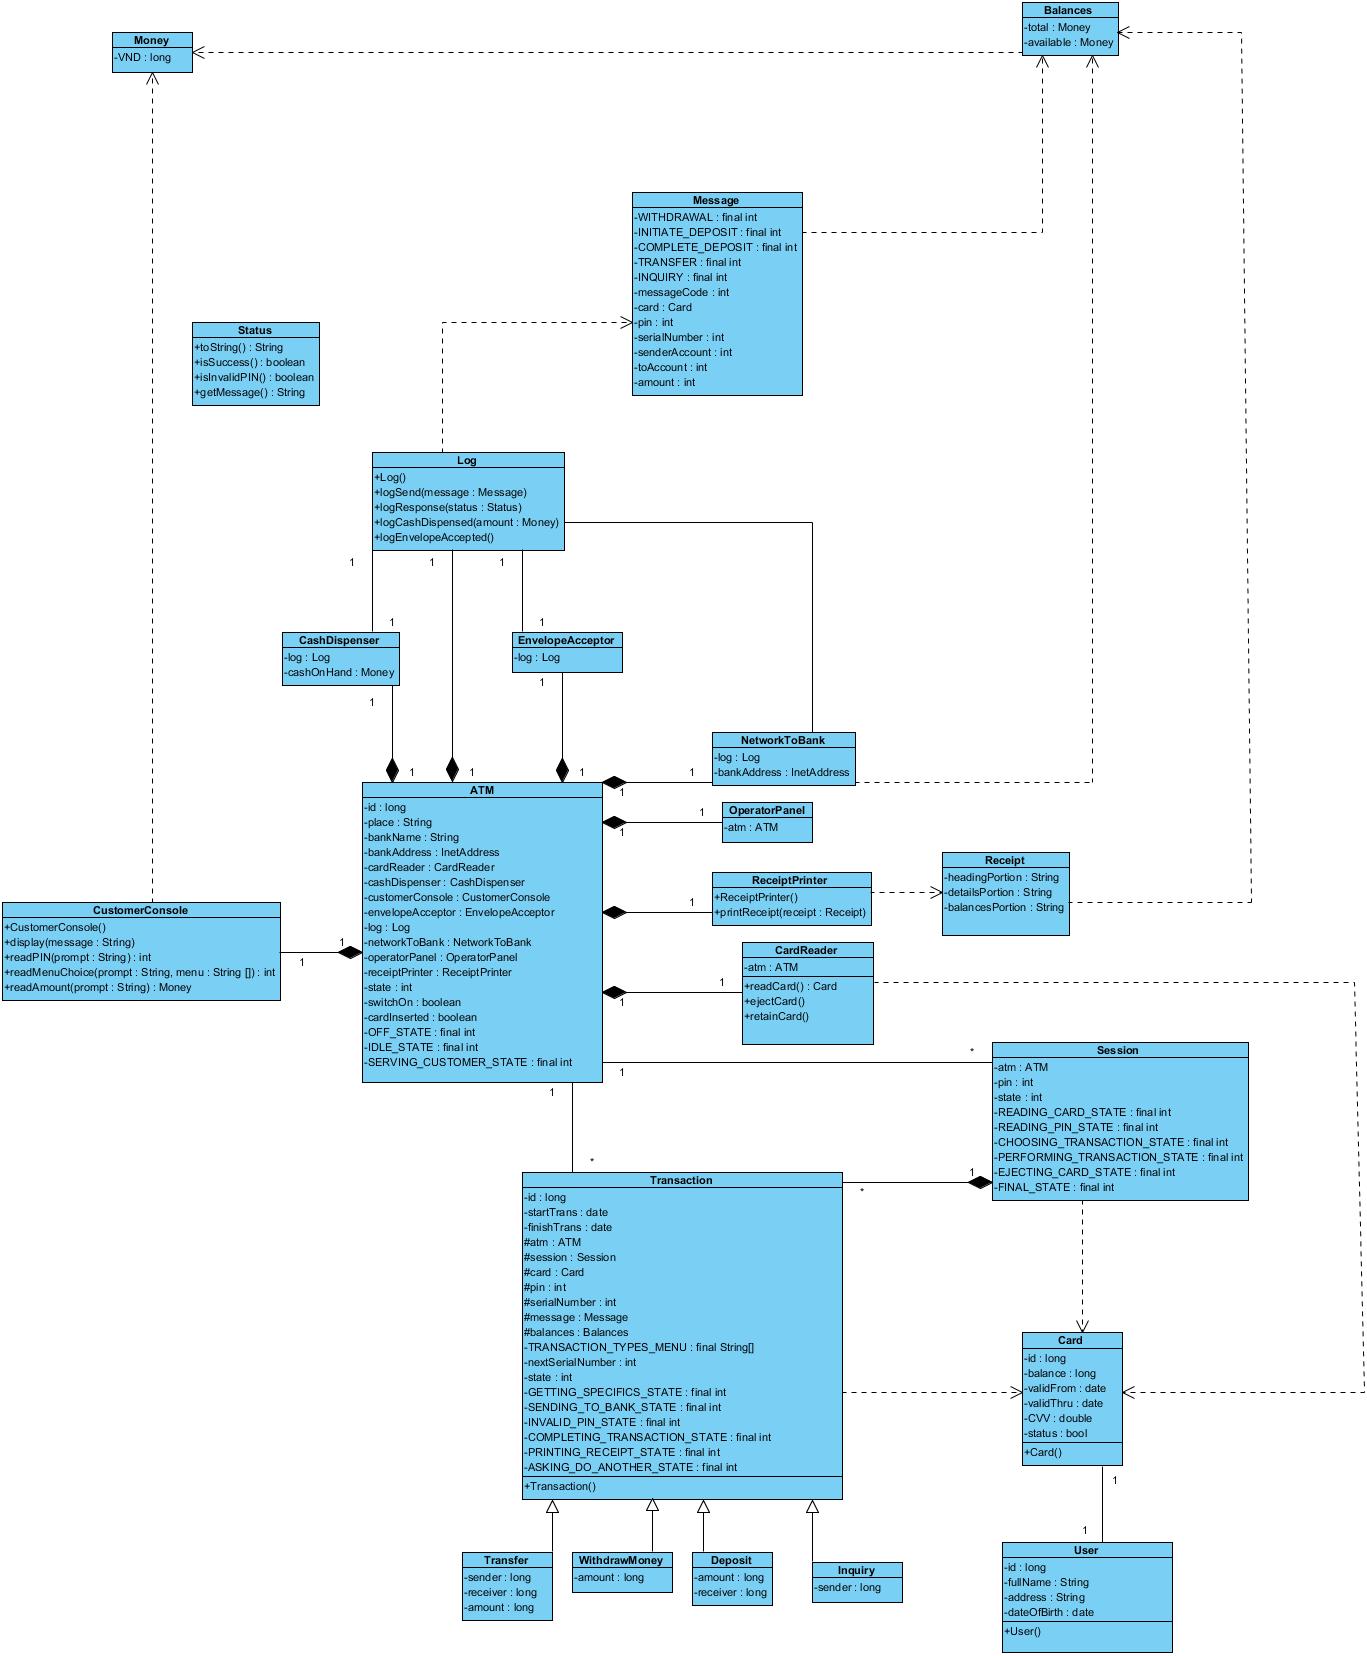 Balances
-total : Money
-available : Money
Money
-VND : long
Message
-WITHDRAWAL : final int
-INITIATE_DEPOSIT : final int
-COMPLETE_DEPOSIT : final int
-TRANSFER : final int
-INQUIRY : final int
-messageCode : int
-card : Card
-pin : int
-serialNumber : int
-senderAccount : int
-toAccount : int
-amount : int
Status
+toString() : String
+isSuccess() : boolean
+isInvalidPIN() : boolean
+getMessage() : String
Log
+Log()
+logSend(message : Message)
+logResponse(status : Status)
+logCashDispensed(amount : Money)
+logEnvelopeAccepted()
1
1
1
1
1
CashDispenser
-log : Log
-cashOnHand : Money
EnvelopeAcceptor
-log : Log
1
1
1
1
1
NetworkToBank
-log : Log
-bankAddress : InetAddress
1
1
ATM
-id : long
-place : String
-bankName : String
-bankAddress : InetAddress
-cardReader : CardReader
-cashDispenser : CashDispenser
-customerConsole : CustomerConsole
-envelopeAcceptor : EnvelopeAcceptor
-log : Log
-networkToBank : NetworkToBank
-operatorPanel : OperatorPanel
-receiptPrinter : ReceiptPrinter
-state : int
-switchOn : boolean
-cardInserted : boolean
-OFF_STATE : final int
-IDLE_STATE : final int
-SERVING_CUSTOMER_STATE : final int
1
1
OperatorPanel
-atm : ATM
1
1
ReceiptPrinter
+ReceiptPrinter()
+printReceipt(receipt : Receipt)
Receipt
-headingPortion : String
-detailsPortion : String
-balancesPortion : String
CustomerConsole
+CustomerConsole()
+display(message : String)
+readPIN(prompt : String) : int
+readMenuChoice(prompt : String, menu : String []) : int
+readAmount(prompt : String) : Money
1
1
1
1
CardReader
-atm : ATM
+readCard() : Card
+ejectCard()
+retainCard()
1
*
Session
-atm : ATM
-pin : int
-state : int
-READING_CARD_STATE : final int
-READING_PIN_STATE : final int
-CHOOSING_TRANSACTION_STATE : final int
-PERFORMING_TRANSACTION_STATE : final int
-EJECTING_CARD_STATE : final int
-FINAL_STATE : final int
1
*
1
*
Transaction
-id : long
-startTrans : date
-finishTrans : date
#atm : ATM
#session : Session
#card : Card
#pin : int
#serialNumber : int
#message : Message
#balances : Balances
-TRANSACTION_TYPES_MENU : final String[]
-nextSerialNumber : int
-state : int
-GETTING_SPECIFICS_STATE : final int
-SENDING_TO_BANK_STATE : final int
-INVALID_PIN_STATE : final int
-COMPLETING_TRANSACTION_STATE : final int
-PRINTING_RECEIPT_STATE : final int
-ASKING_DO_ANOTHER_STATE : final int
+Transaction()
Card
-id : long
-balance : long
-validFrom : date
-validThru : date
-CVV : double
-status : bool
+Card()
1
1
Transfer
-sender : long
-receiver : long
-amount : long
WithdrawMoney
-amount : long
Deposit
-amount : long
-receiver : long
Inquiry
-sender : long
User
-id : long
-fullName : String
-address : String
-dateOfBirth : date
+User()